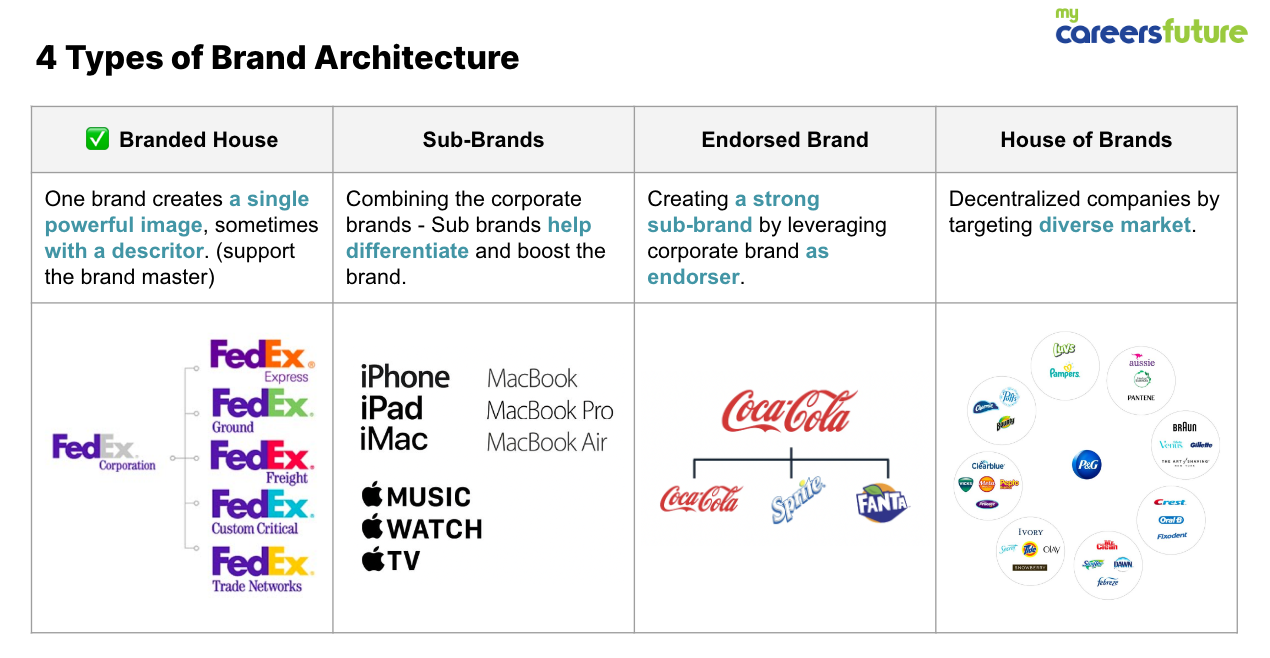 my
careersfuture
4 Types of Brand Architecture
✅ Branded House
Sub-Brands
Endorsed Brand
House of Brands
One brand creates a single
powerful image, sometimes
with a descritor. (support
the brand master)
Combining the corporate
brands - Sub brands help
differentiate and boost the
brand.
Creating a strong
sub-brand by leveraging
corporate brand as
endorser.
Decentralized companies by
targeting diverse market.
FedEx
Corporation
FedEx®
Express
FedEx
Ground
FedEx
Freight
FedEx
Custom Critical
FedEx
Trade Networks
iPhone
iPad
iMac
MacBook
MacBook Pro
MacBook Air
MUSIC
WATCH
TV
Coca-Cola
Coca-Cola
Sprite
FANTA
Luvs
Pampers
aussie
PANTENE
Puffs
Charmin
Bounty
BRAUN
Venus
Gillette
THE ART of SHAVING
NEW YORK
P&G
Clearblue
VICKS
Meta
Pepto
Prilosec
Crest
Oral-B
Fixodent
IVORY
Secret
Tide
OLAY
SNOWBERRY
Mr. Clean
Swiffer
DAWN
febreze